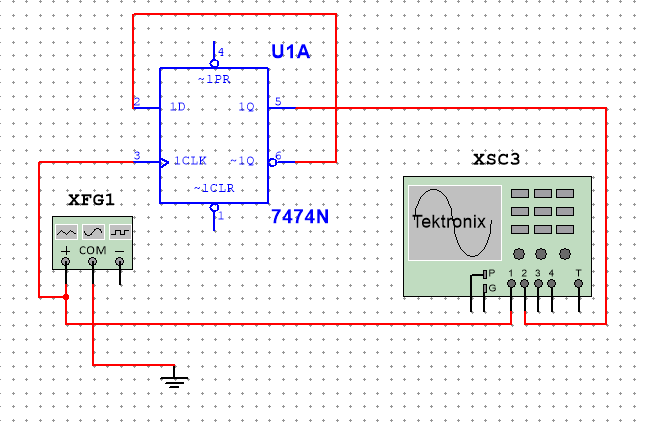 4
U1A
~1PR
2
1D
1Q
5
3
1CLK
~1Q
6
XSC3
~1CLR
XFG1
1
7474N
Tektronix
+ COM −
P
1 2 3 4 T
G